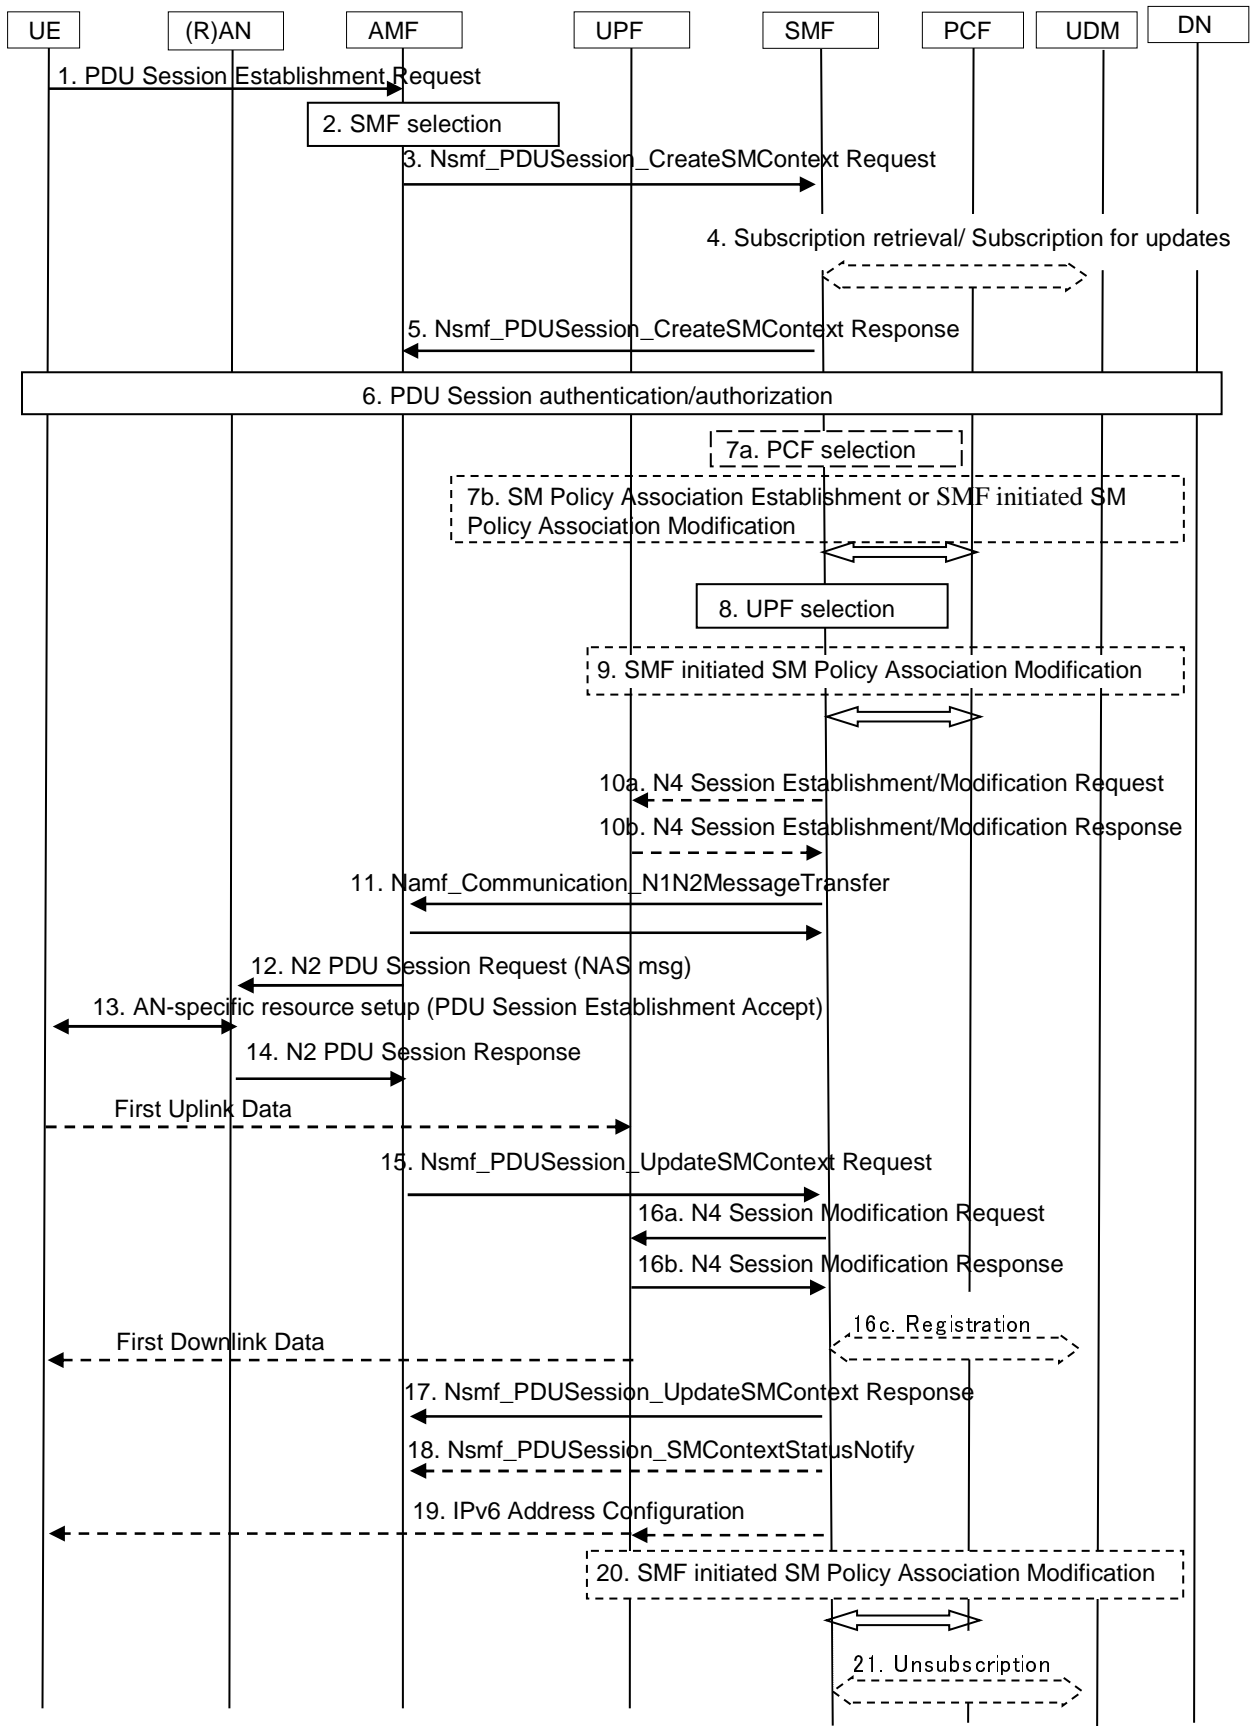 UE (R)AN AMF UPF SMF PCF UDM DN
1. PDU Session Establishment Request
2. SMF selection
3. Nsmf_PDUSession_CreateSMContext Request
4. Subscription retrieval/ Subscription for updates
5. Nsmf_PDUSession_CreateSMContext Response
6. PDU Session authentication/authorization
7a. PCF selection
7b. SM Policy Association Establishment or SMF initiated SM
Policy Association Modification
8. UPF selection
9. SMF initiated SM Policy Association Modification
10a. N4 Session Establishment/Modification Request
10b. N4 Session Establishment/Modification Response
11. Namf_Communication_N1N2MessageTransfer
12. N2 PDU Session Request (NAS msg)
13. AN-specific resource setup (PDU Session Establishment Accept)
14. N2 PDU Session Response
First Uplink Data
15. Nsmf_PDUSession_UpdateSMContext Request
16a. N4 Session Modification Request
16b. N4 Session Modification Response
16c. Registration
First Downlink Data
17. Nsmf_PDUSession_UpdateSMContext Response
18. Nsmf_PDUSession_SMContextStatusNotify
19. IPv6 Address Configuration
20. SMF initiated SM Policy Association Modification
21. Unsubscription